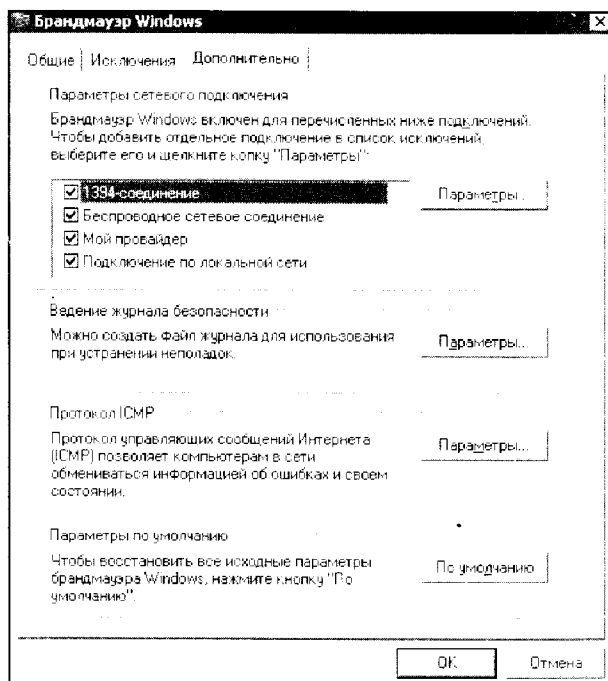 Брандмауэр Windows
Общие Исключения Дополнительно
Параметры сетевого подключения
Брандмауэр Windows включен для перечисленных ниже подключений.
Чтобы добавить отдельное подключение в список исключений,
выберите его и щелкните копку "Параметры":
1394-соединение
Параметры...
Беспроводное сетевое соединение
Мой провайдер
Подключение по локальной сети
Ведение журнала безопасности
Можно создать файл журнала для использования
при устранении неполадок.
Параметры...
Протокол ICMP
Протокол управляющих сообщений Интернета
(ICMP) позволяет компьютерам в сети
обмениваться информацией об ошибках и своем
состоянии.
Параметры...
Параметры по умолчанию
Чтобы восстановить все исходные параметры
брандмауэра Windows, нажмите кнопку "По
умолчанию".
По умолчанию
OK Отмена